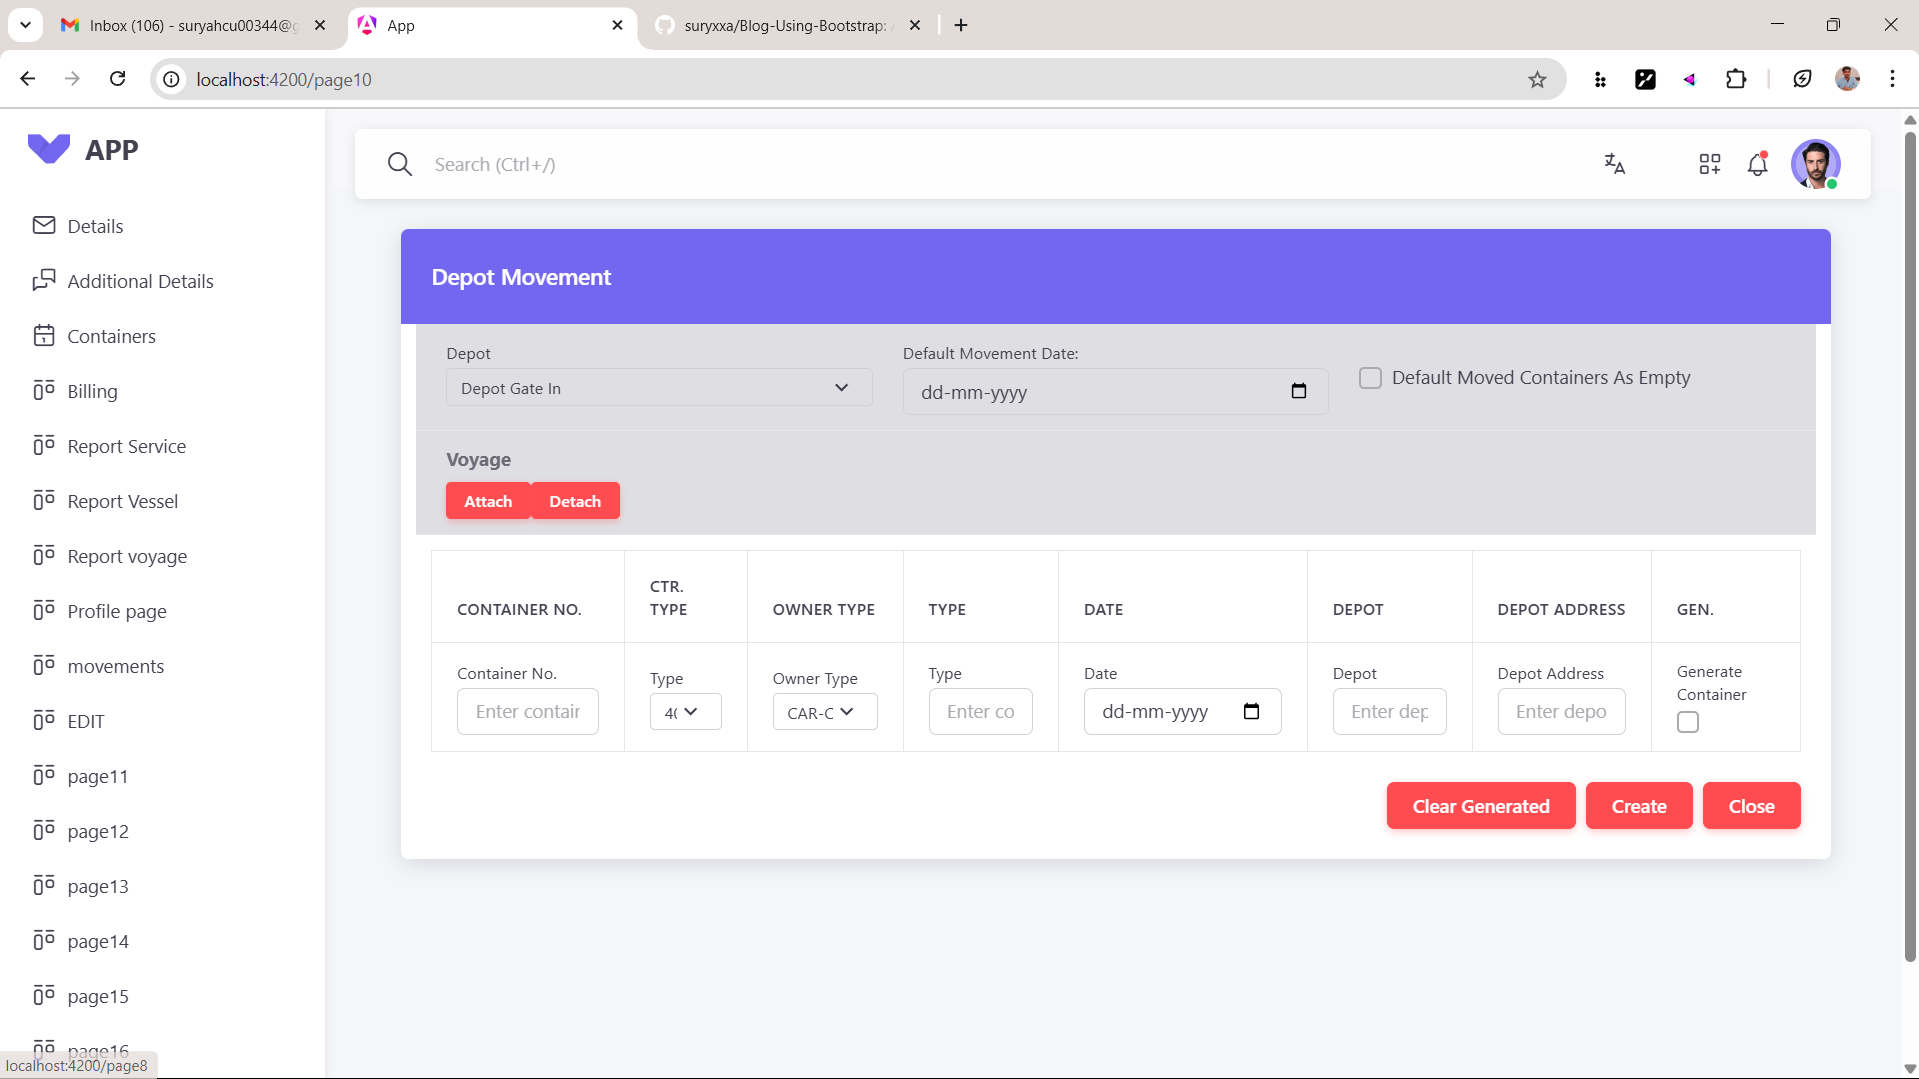 Inbox (106) - suryahcu00344@g
App
suryxxa/Blog-Using-Bootstrap: A
localhost:4200/page10
APP
Search (Ctrl+/)
Details
Additional Details
Containers
Billing
Report Service
Report Vessel
Report voyage
Profile page
movements
EDIT
page11
page12
page13
page14
page15
page16
localhost:4200/page8
Depot Movement
Depot
Depot Gate In
Default Movement Date:
dd-mm-yyyy
Default Moved Containers As Empty
Voyage
Attach
Detach
CONTAINER NO.
CTR.
TYPE
OWNER TYPE
TYPE
DATE
DEPOT
DEPOT ADDRESS
GEN.
Container No.
Enter contair
Type
40
Owner Type
CAR-C
Type
Enter co
Date
dd-mm-yyyy
Depot
Enter dep
Depot Address
Enter depo
Generate
Container
Clear Generated
Create
Close